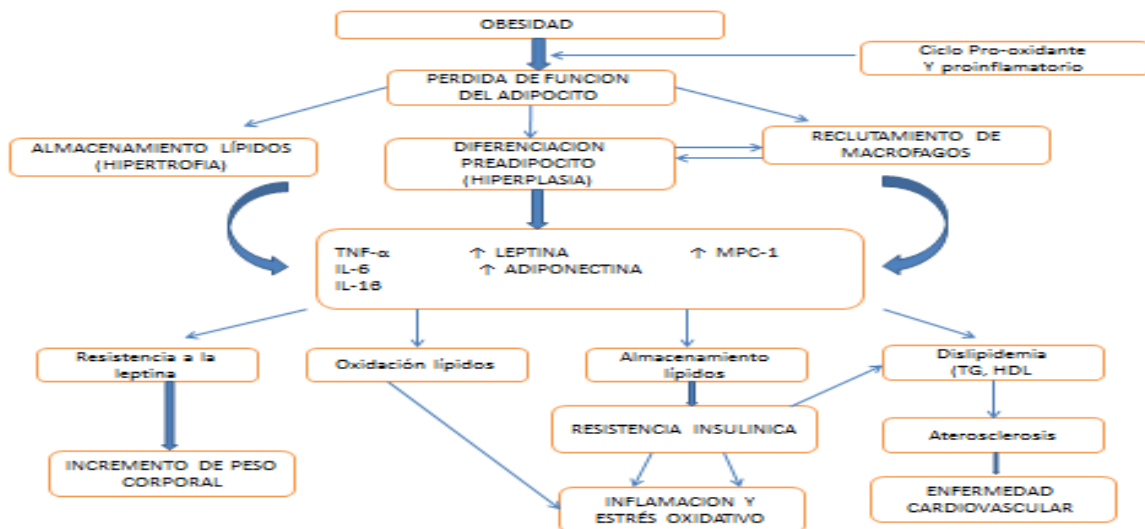 OBESIDAD
Ciclo Pro-oxidante
Y proinflamatorio
PERDIDA DE FUNCION
DEL ADIPOCITO
ALMACENAMIENTO LÍPIDOS
(HIPERTROFIA)
DIFERENCIACION
PREADIPOCITO
(HIPERPLASIA)
RECLUTAMIENTO DE
MACROFAGOS
TNF-α ↑ LEPTINA ↑ MPC-1
IL-6 ↑ ADIPONECTINA
IL-1B
Resistencia a la
leptina
Oxidación lípidos
Almacenamiento
lípidos
Dislipidemia
(TG, HDL
RESISTENCIA INSULINICA
Aterosclerosis
INCREMENTO DE PESO
CORPORAL
INFLAMACION Y
ESTRÉS OXIDATIVO
ENFERMEDAD
CARDIOVASCULAR